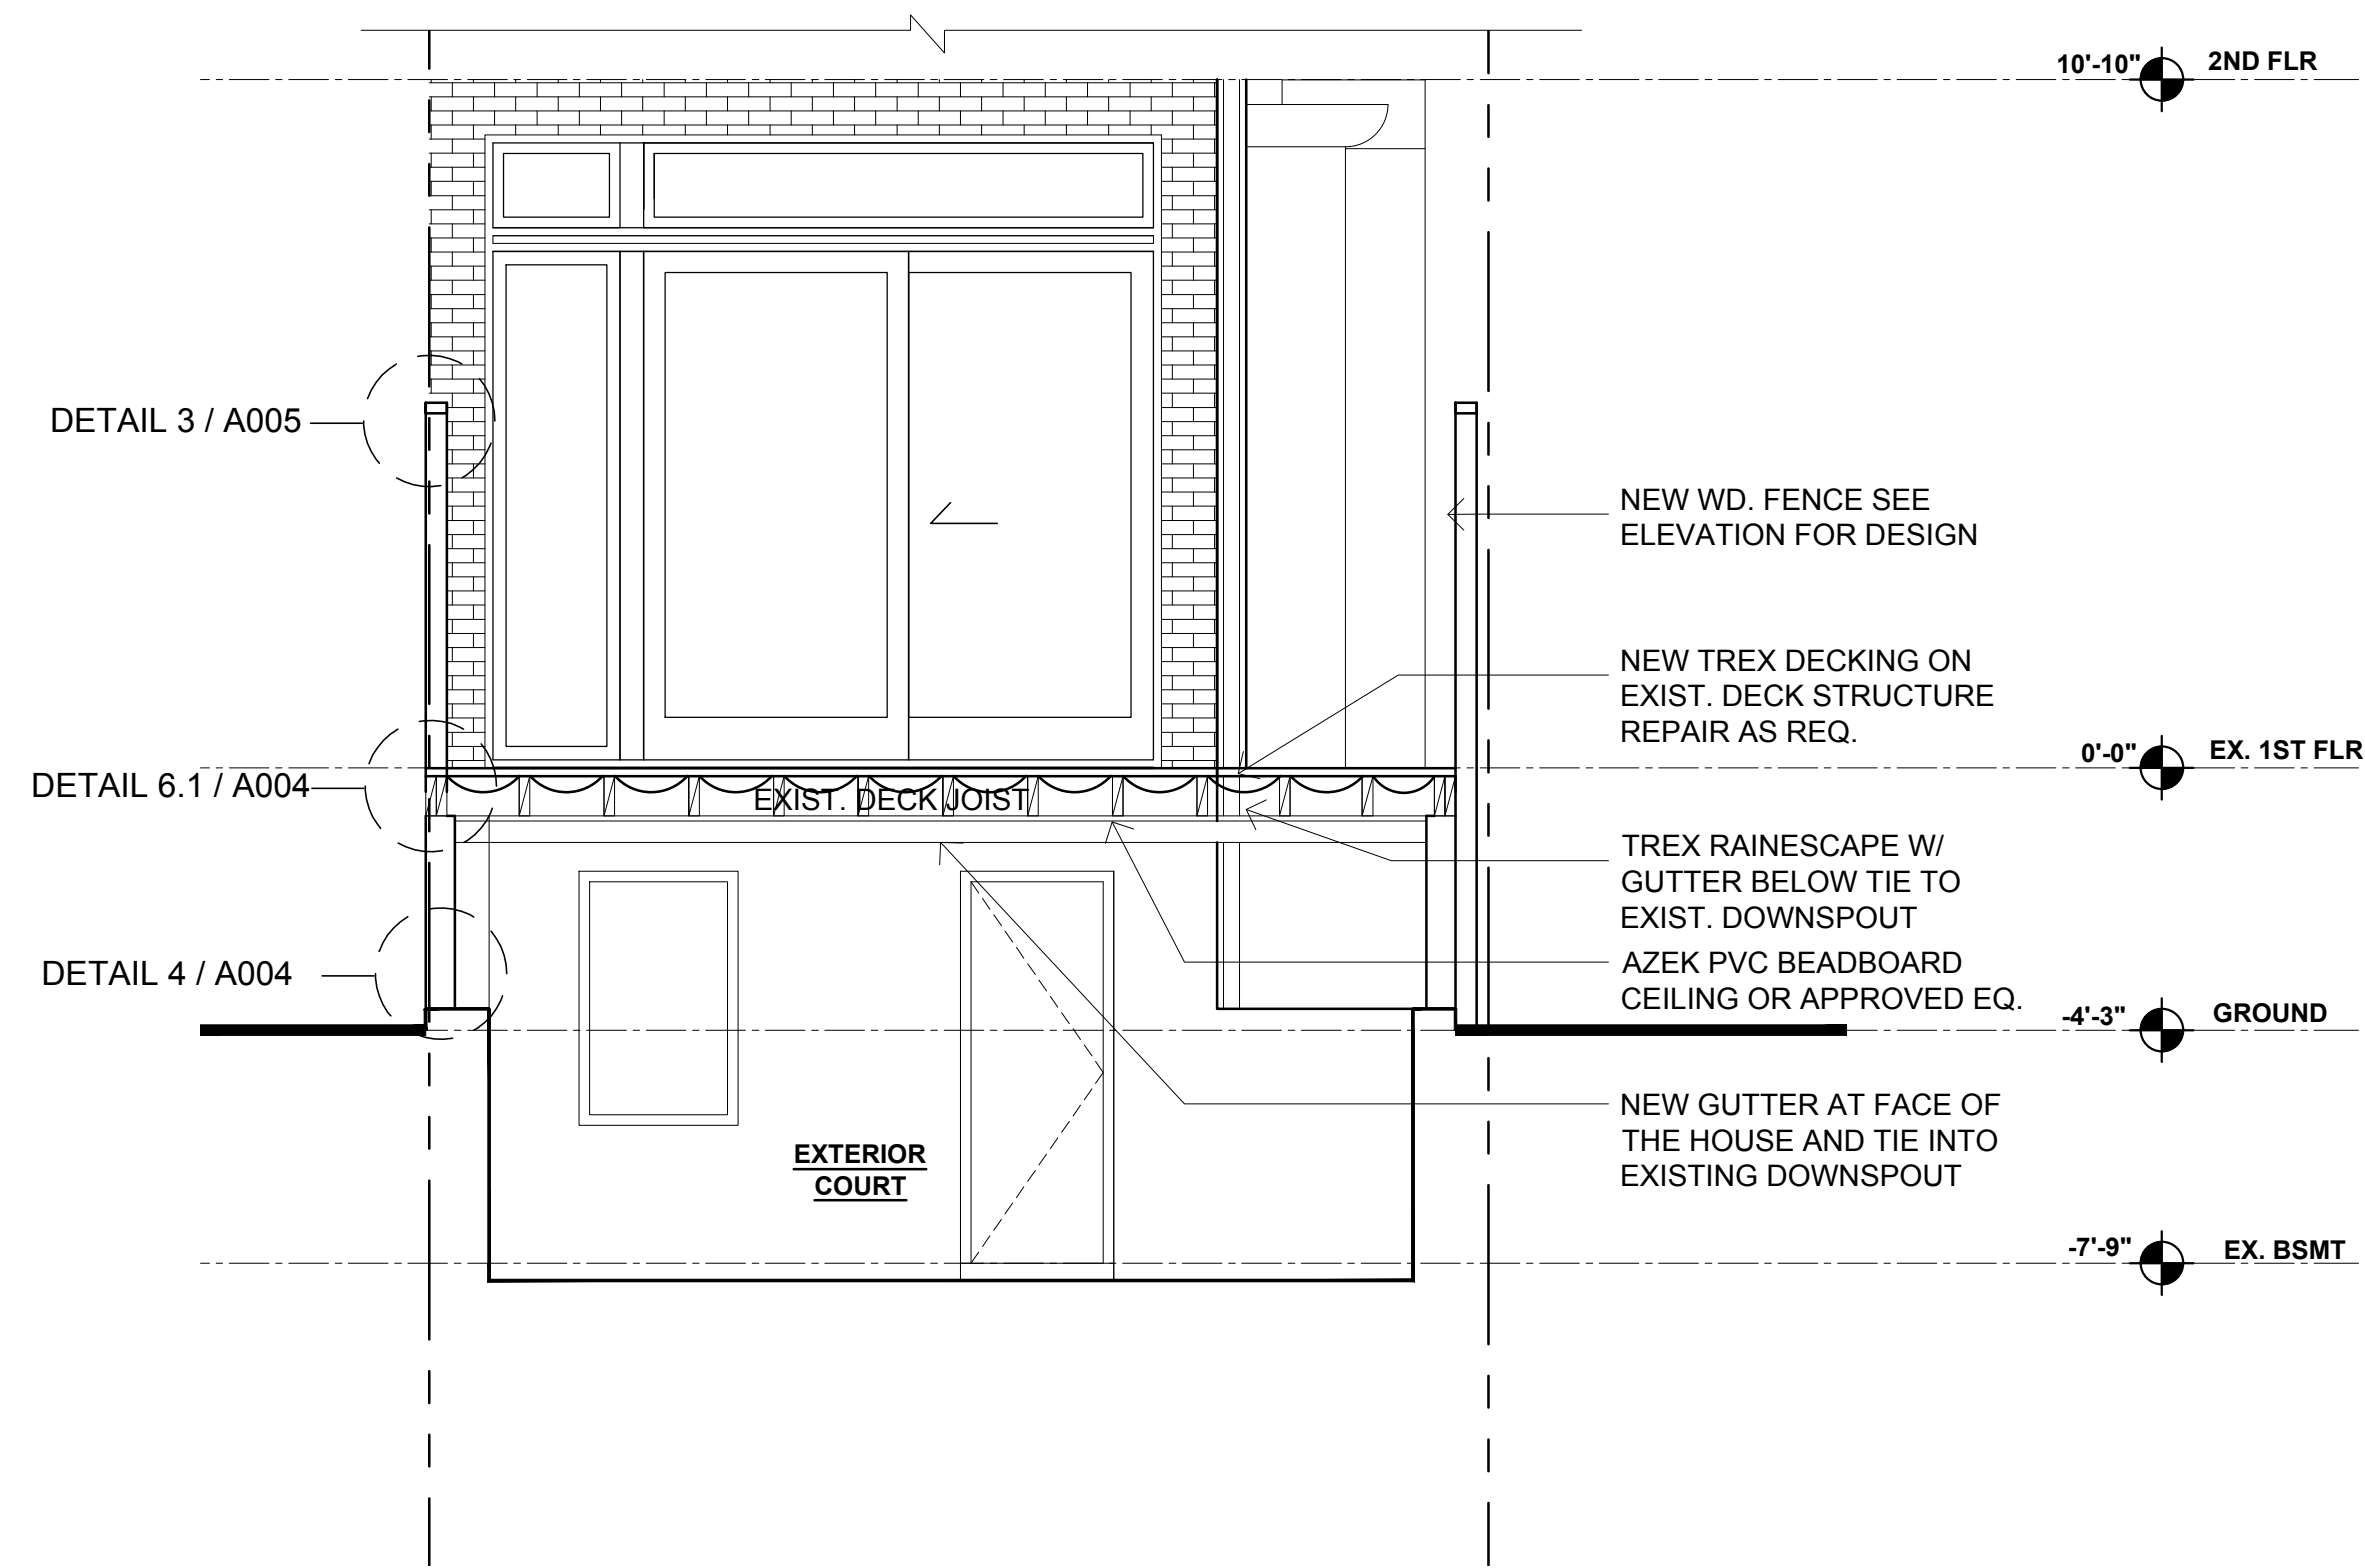 10'-10" 2ND FLR
DETAIL 3 / A005
NEW WD. FENCE SEE
ELEVATION FOR DESIGN
NEW TREX DECKING ON
EXIST. DECK STRUCTURE
REPAIR AS REQ.
0'-0" EX. 1ST FLR
DETAIL 6.1 / A004
EXIST. DECK JOIST
TREX RAINESCAPE W/
GUTTER BELOW TIE TO
EXIST. DOWNSPOUT
DETAIL 4 / A004
AZEK PVC BEADBOARD
CEILING OR APPROVED EQ.
-4'-3" GROUND
NEW GUTTER AT FACE OF
THE HOUSE AND TIE INTO
EXISTING DOWNSPOUT
EXTERIOR
COURT
-7'-9" EX. BSMT